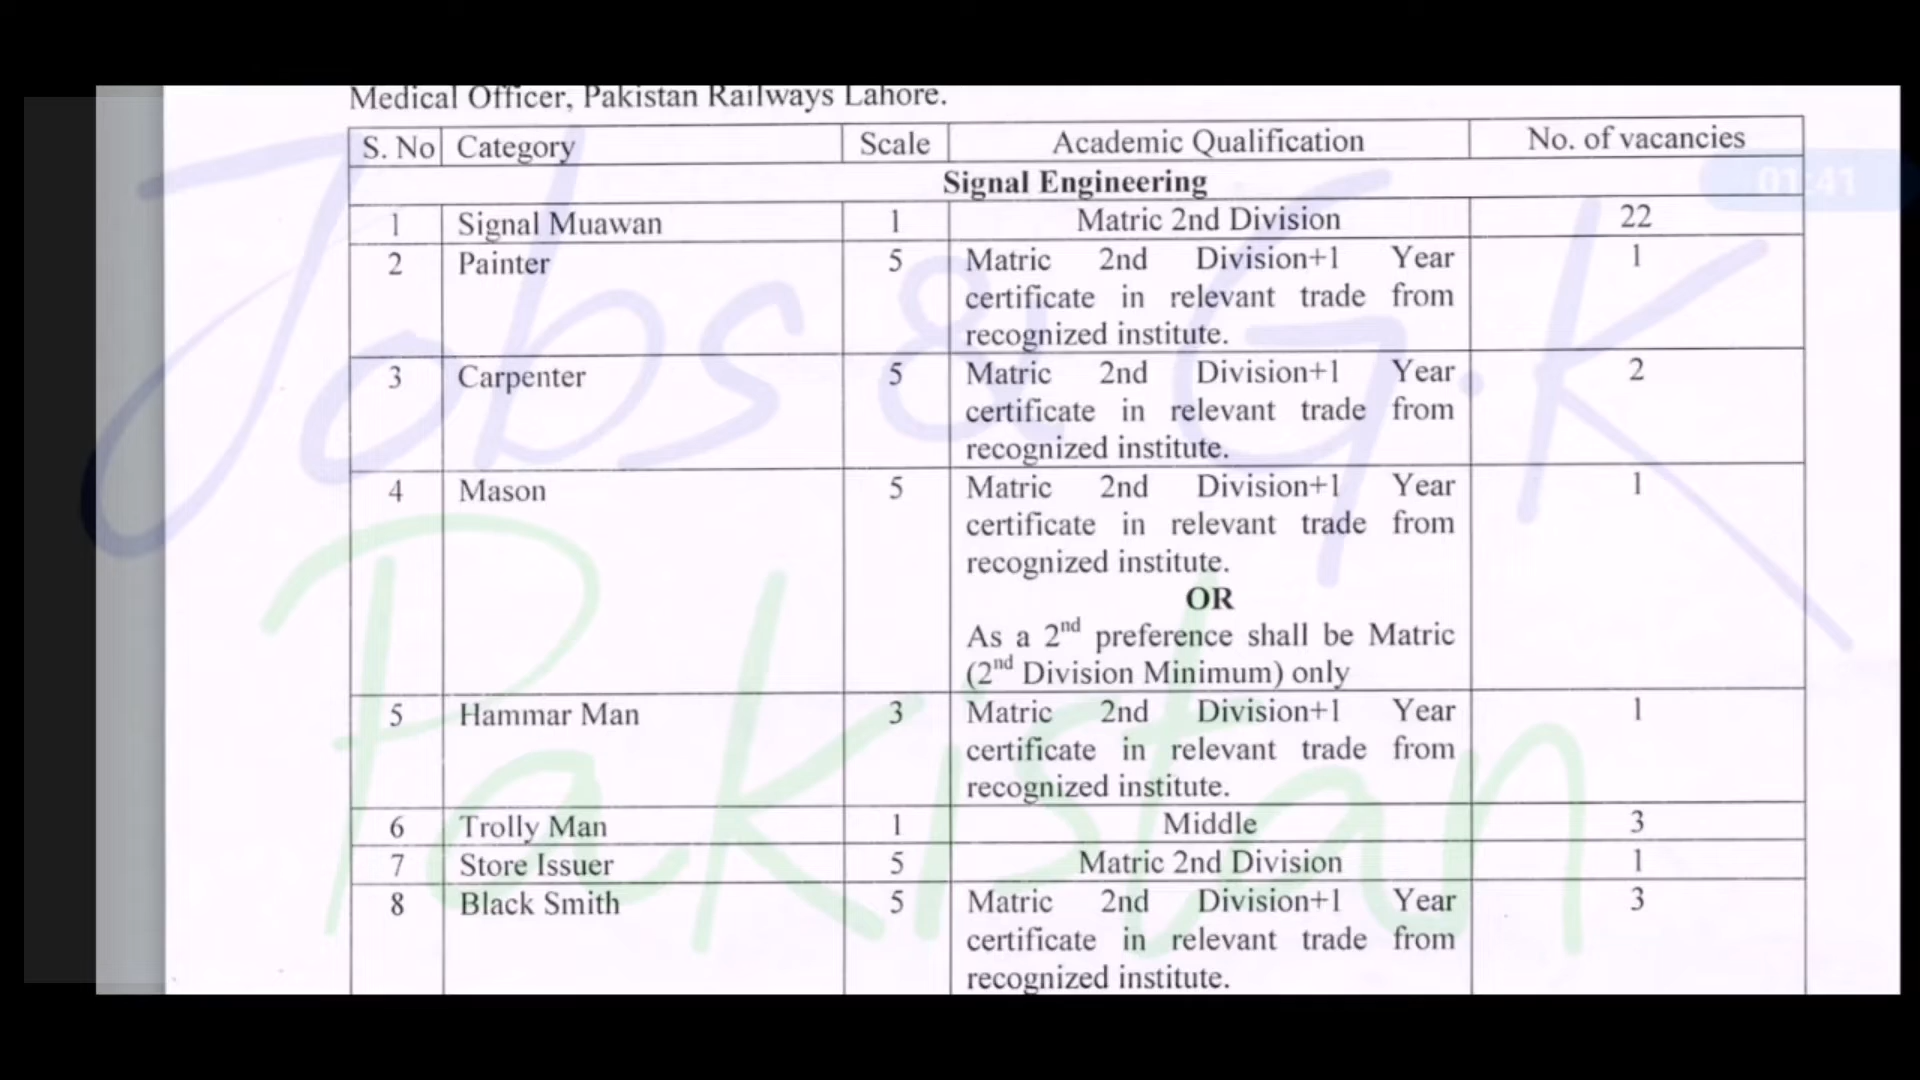 Medical Officer, Pakistan Railways Lahore.
S. No Category Scale Academic Qualification No. of vacancies
Signal Engineering
01:41
1 Signal Muawan 1 Matric 2nd Division 22
2 Painter 5 Matric 2nd Division+1 Year 1
certificate in relevant trade from
recognized institute.
3 Carpenter 5 Matric 2nd Division+1 Year 2
certificate in relevant trade from
recognized institute.
4 Mason 5 Matric 2nd Division+1 Year 1
certificate in relevant trade from
recognized institute.
OR
As a 2nd preference shall be Matric
(2nd Division Minimum) only
5 Hammar Man 3 Matric 2nd Division+1 Year 1
certificate in relevant trade from
recognized institute.
6 Trolly Man 1 Middle 3
7 Store Issuer 5 Matric 2nd Division 1
8 Black Smith 5 Matric 2nd Division+1 Year 3
certificate in relevant trade from
recognized institute.
Jobs & G.K
Pakistan